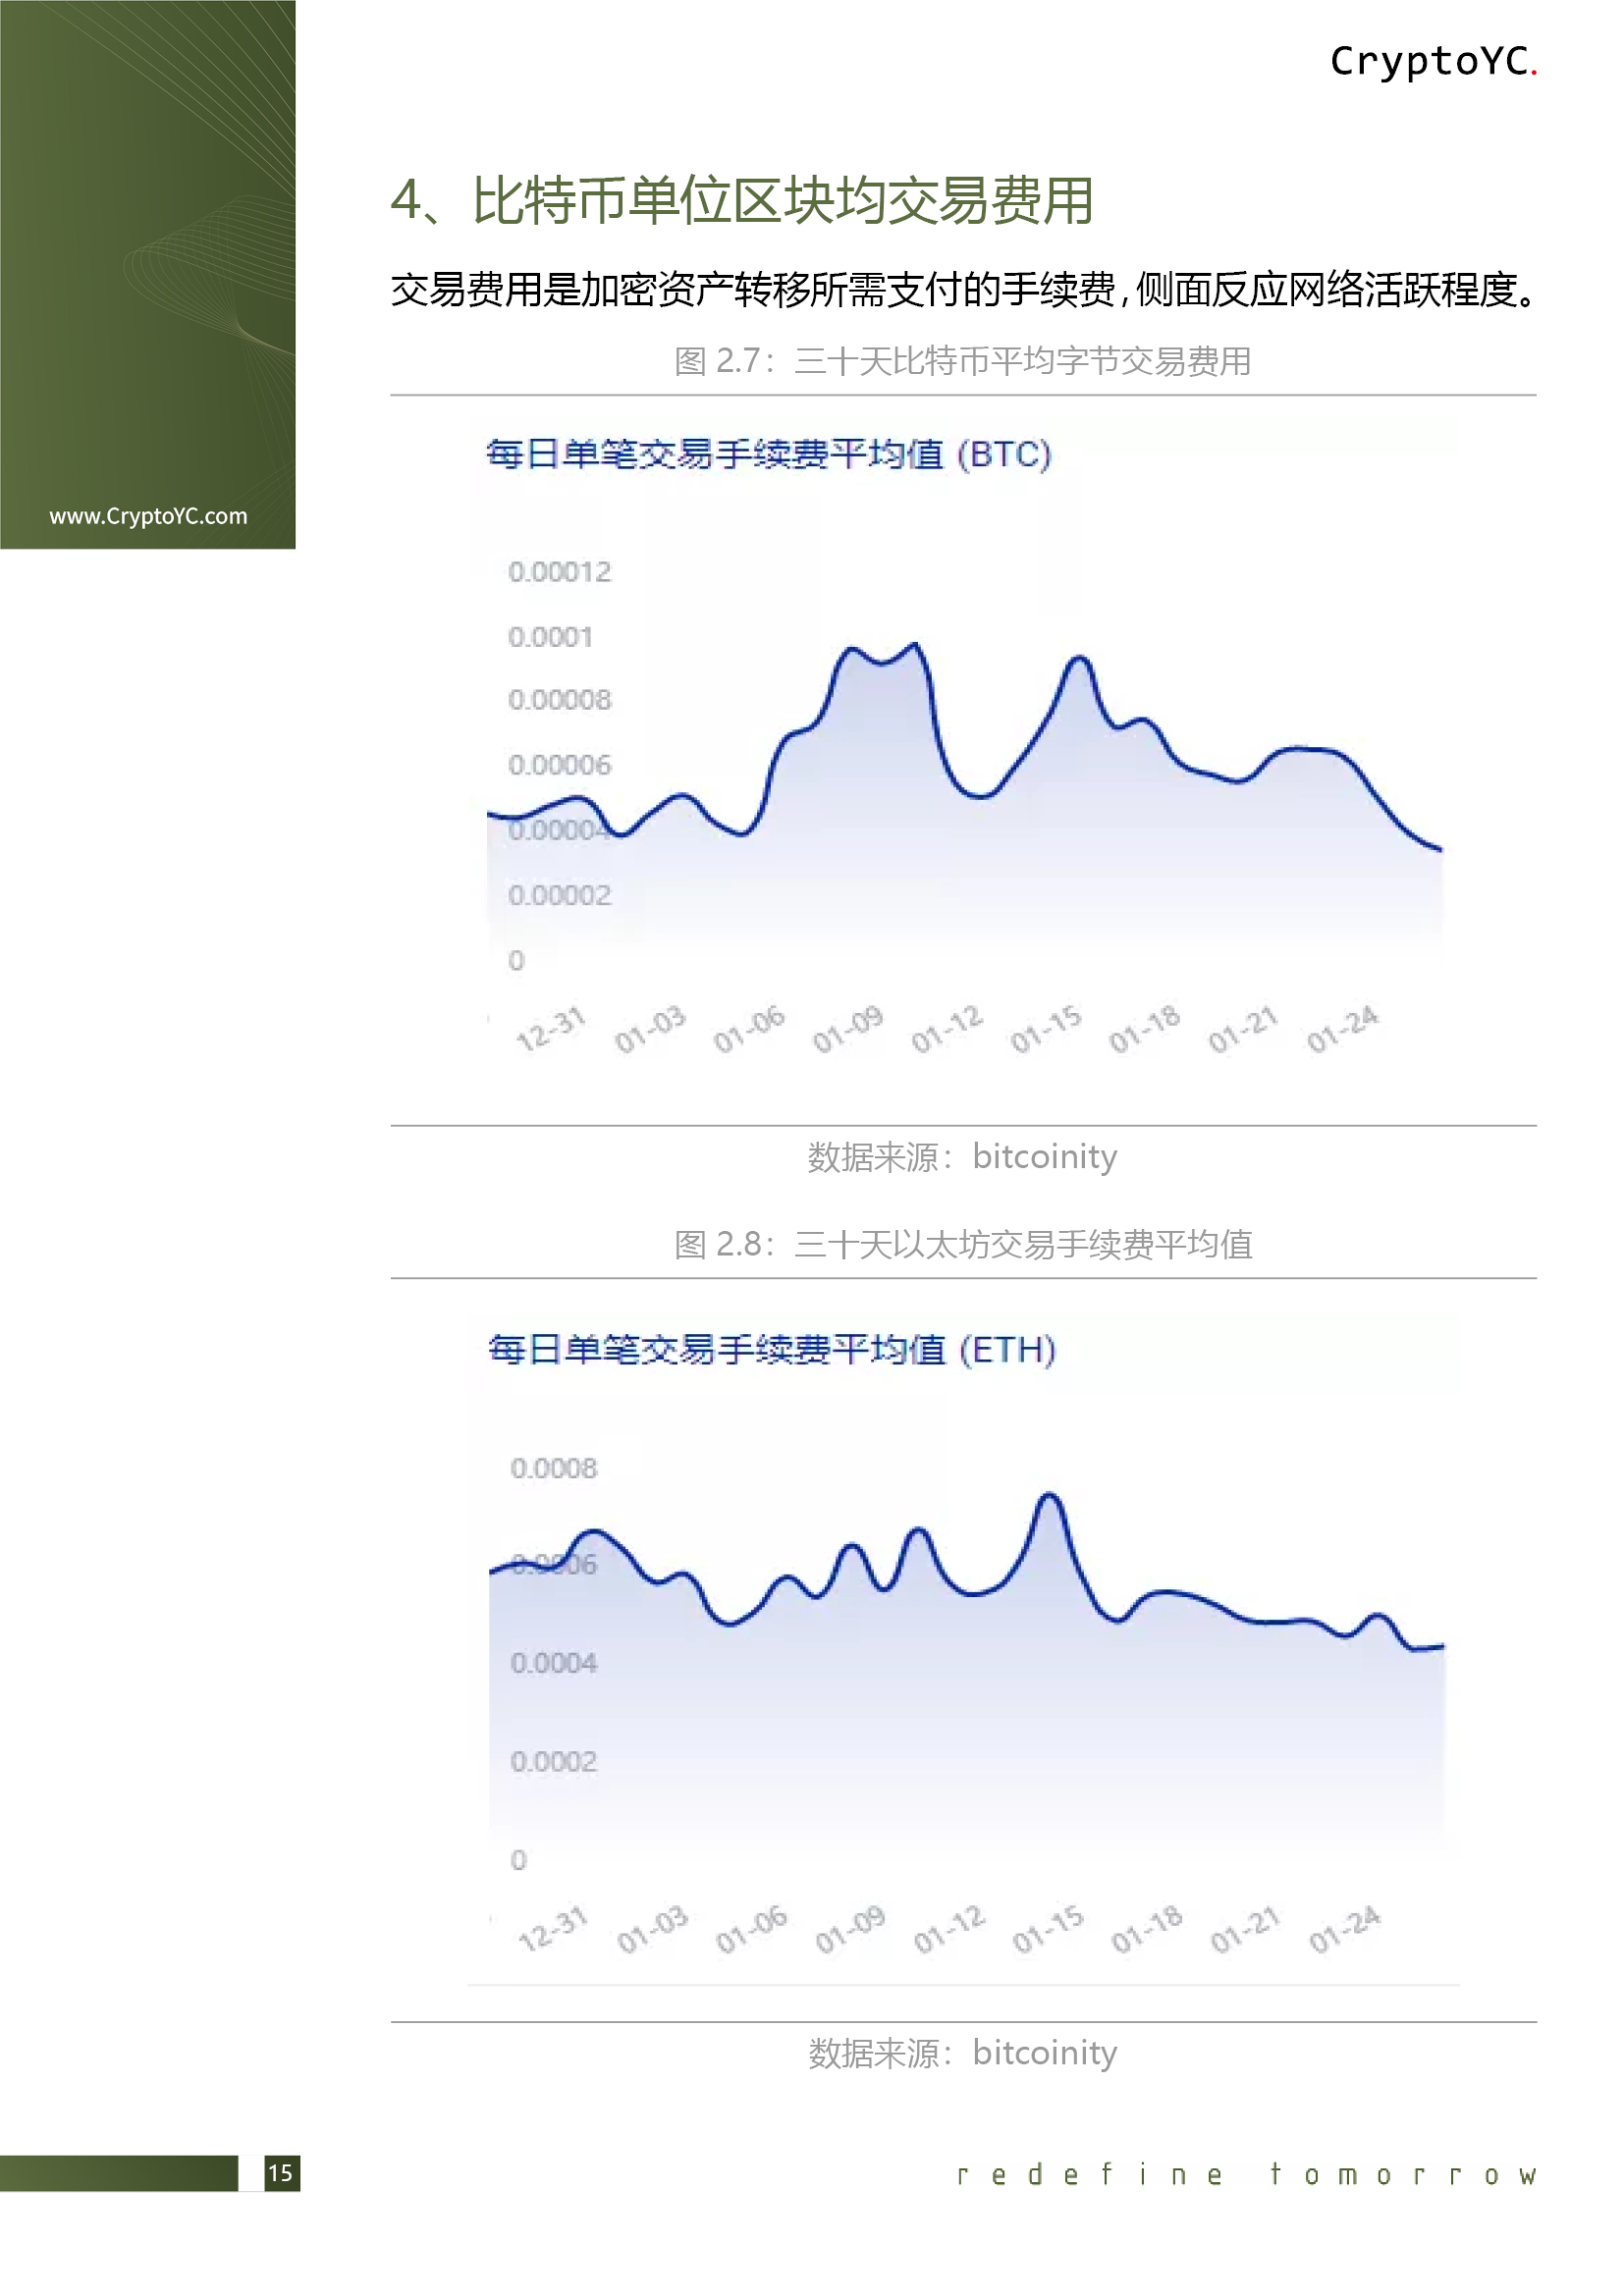 CryptoYC.
www.CryptoYC.com
4、比特币单位区块均交易费用
交易费用是加密资产转移所需支付的手续费,侧面反应网络活跃程度。
图 2.7：三十天比特币平均字节交易费用
每日单笔交易手续费平均值 (BTC)
0.00012
0.0001
0.00008
0.00006
0.00004
0.00002
0
12-31 01-03 01-06 01-09 01-12 01-15 01-18 01-21 01-24
数据来源：bitcoinity
图 2.8：三十天以太坊交易手续费平均值
每日单笔交易手续费平均值 (ETH)
0.0008
0.0006
0.0004
0.0002
0
12-31 01-03 01-06 01-09 01-12 01-15 01-18 01-21 01-24
数据来源：bitcoinity
15
redefine tomorrow